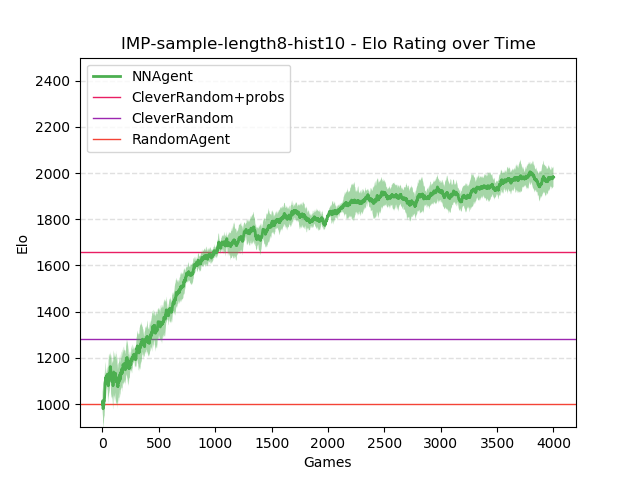 IMP-sample-length8-hist10 - Elo Rating over Time
NNAgent
CleverRandom+probs
CleverRandom
RandomAgent
Elo
2400
2200
2000
1800
1600
1400
1200
1000
0 500 1000 1500 2000 2500 3000 3500 4000
Games